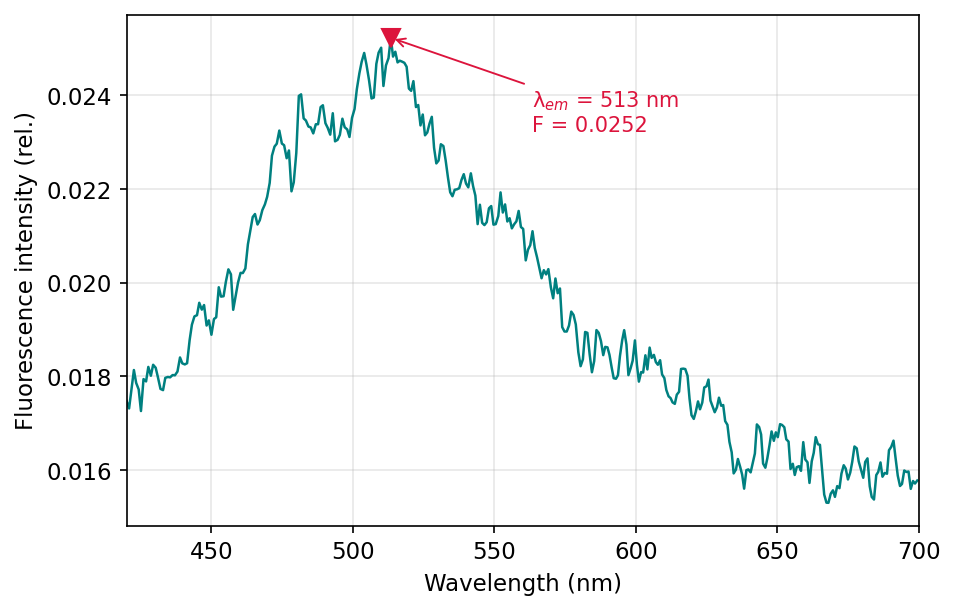 0.024
0.022
0.020
0.018
0.016
Fluorescence intensity (rel.)
λem = 513 nm
F = 0.0252
450 500 550 600 650 700
Wavelength (nm)